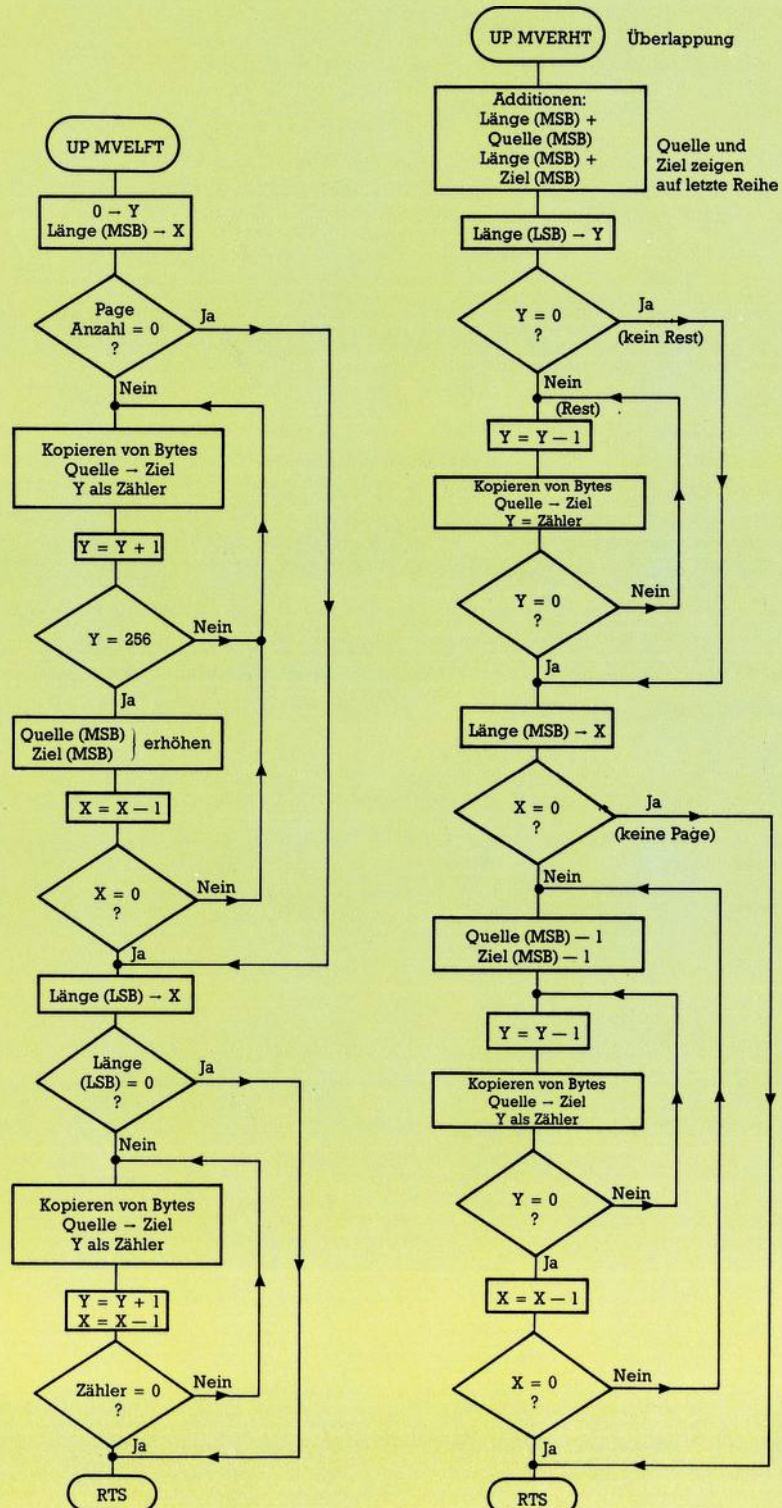 UP MVELFT
0 → Y
Länge (MSB) → X
Page
Anzahl = 0
?
Ja
Nein
Kopieren von Bytes
Quelle → Ziel
Y als Zähler
Y = Y + 1
Y = 256
Nein
Ja
Quelle (MSB)
Ziel (MSB)
} erhöhen
X = X — 1
X = 0
?
Nein
Ja
Länge (LSB) → X
Länge
(LSB) = 0
?
Ja
Nein
Kopieren von Bytes
Quelle → Ziel
Y als Zähler
Y = Y + 1
X = X — 1
Zähler = 0
?
Nein
Ja
RTS
UP MVERHT
Überlappung
Additionen:
Länge (MSB) +
Quelle (MSB)
Länge (MSB) +
Ziel (MSB)
Quelle und
Ziel zeigen
auf letzte Reihe
Länge (LSB) → Y
Y = 0
?
Ja
(kein Rest)
Nein
(Rest)
Y = Y — 1
Kopieren von Bytes
Quelle → Ziel
Y = Zähler
Y = 0
?
Nein
Ja
Länge (MSB) → X
X = 0
?
Ja
(keine Page)
Nein
Quelle (MSB) — 1
Ziel (MSB) — 1
Y = Y — 1
Kopieren von Bytes
Quelle → Ziel
Y als Zähler
Y = 0
?
Nein
Ja
X = X — 1
X = 0
?
Nein
Ja
RTS